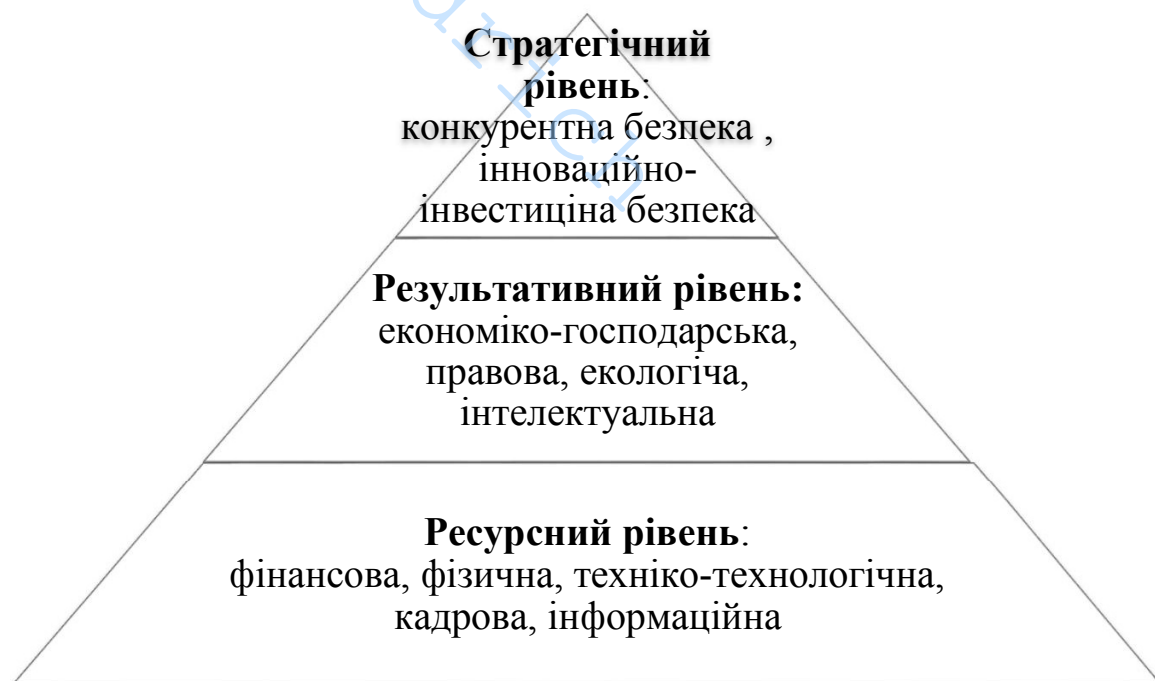 Стратегічний
рівень:
конкурентна безпека ,
інноваційно-
інвестиціна безпека
Результативний рівень:
економіко-господарська,
правова, екологіча,
інтелектуальна
Ресурсний рівень:
фінансова, фізична, техніко-технологічна,
кадрова, інформаційна